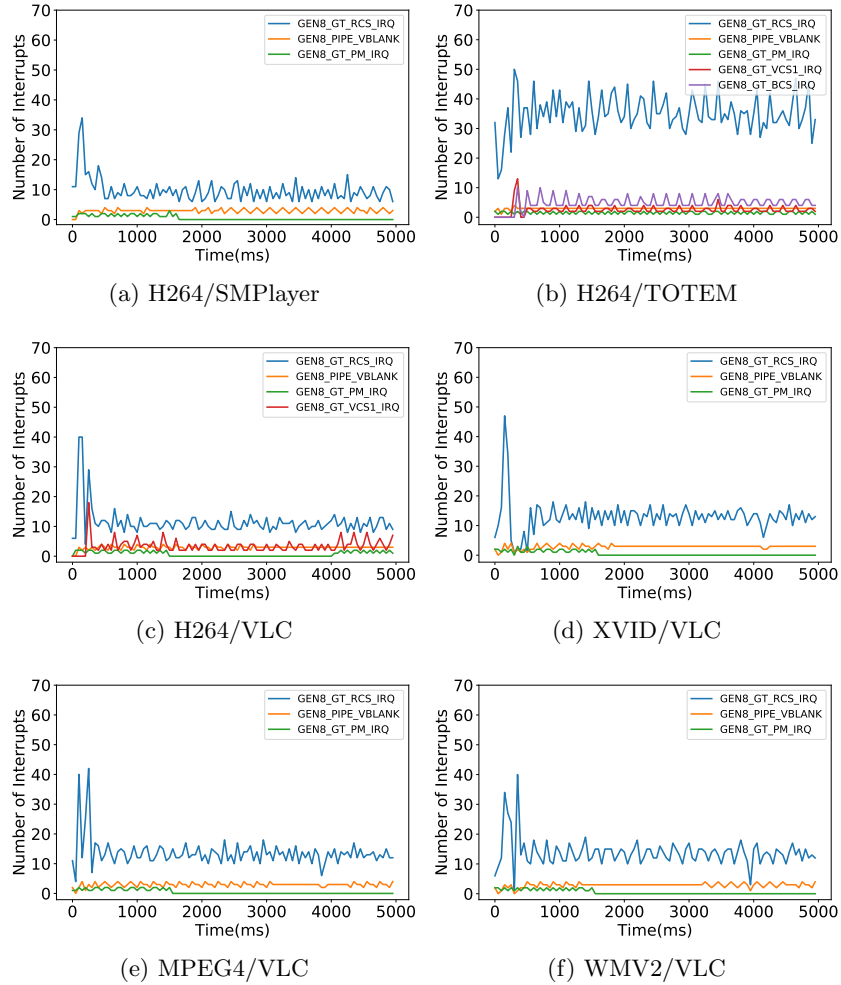 70
60
50
40
30
20
10
0
Number of Interrupts
GEN8_GT_RCS_IRQ
GEN8_PIPE_VBLANK
GEN8_GT_PM_IRQ
0 1000 2000 3000 4000 5000
Time(ms)
(a) H264/SMPlayer
70
60
50
40
30
20
10
0
Number of Interrupts
GEN8_GT_RCS_IRQ
GEN8_PIPE_VBLANK
GEN8_GT_PM_IRQ
GEN8_GT_VCS1_IRQ
GEN8_GT_BCS_IRQ
0 1000 2000 3000 4000 5000
Time(ms)
(b) H264/TOTEM
70
60
50
40
30
20
10
0
Number of Interrupts
GEN8_GT_RCS_IRQ
GEN8_PIPE_VBLANK
GEN8_GT_PM_IRQ
GEN8_GT_VCS1_IRQ
0 1000 2000 3000 4000 5000
Time(ms)
(c) H264/VLC
70
60
50
40
30
20
10
0
Number of Interrupts
GEN8_GT_RCS_IRQ
GEN8_PIPE_VBLANK
GEN8_GT_PM_IRQ
0 1000 2000 3000 4000 5000
Time(ms)
(d) XVID/VLC
70
60
50
40
30
20
10
0
Number of Interrupts
GEN8_GT_RCS_IRQ
GEN8_PIPE_VBLANK
GEN8_GT_PM_IRQ
0 1000 2000 3000 4000 5000
Time(ms)
(e) MPEG4/VLC
70
60
50
40
30
20
10
0
Number of Interrupts
GEN8_GT_RCS_IRQ
GEN8_PIPE_VBLANK
GEN8_GT_PM_IRQ
0 1000 2000 3000 4000 5000
Time(ms)
(f) WMV2/VLC